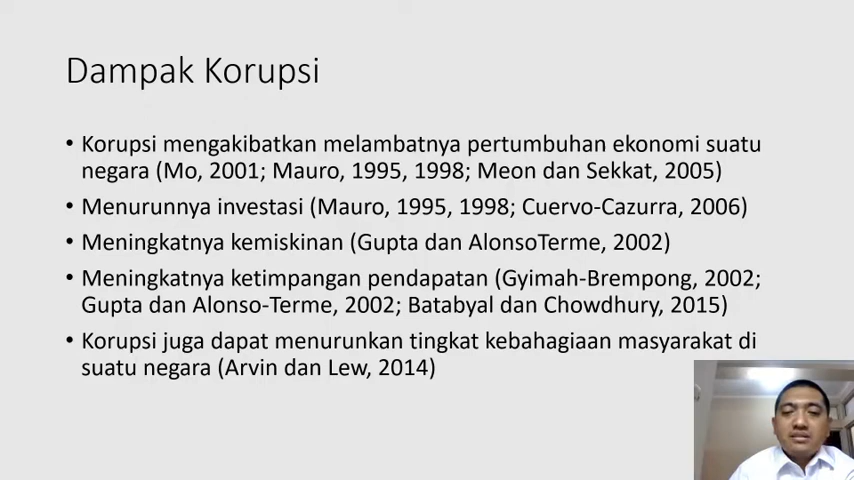 Dampak Korupsi
• Korupsi mengakibatkan melambatnya pertumbuhan ekonomi suatu
negara (Mo, 2001; Mauro, 1995, 1998; Meon dan Sekkat, 2005)
• Menurunnya investasi (Mauro, 1995, 1998; Cuervo-Cazurra, 2006)
• Meningkatnya kemiskinan (Gupta dan AlonsoTerme, 2002)
• Meningkatnya ketimpangan pendapatan (Gyimah-Brempong, 2002;
Gupta dan Alonso-Terme, 2002; Batabyal dan Chowdhury, 2015)
• Korupsi juga dapat menurunkan tingkat kebahagiaan masyarakat di
suatu negara (Arvin dan Lew, 2014)